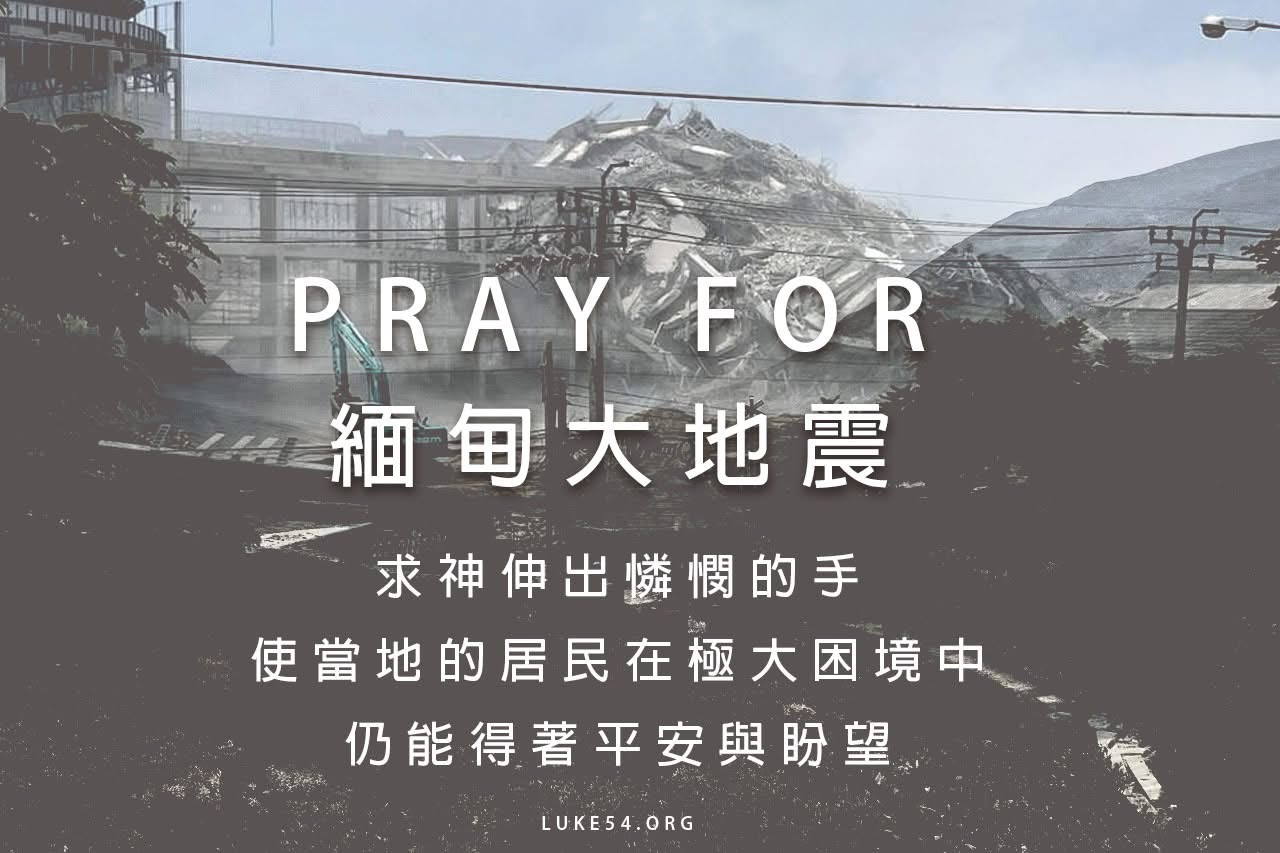 PRAY FOR
緬甸大地震
求神伸出憐憫的手
使當地的居民在極大困境中
仍能得著平安與盼望
LUKE54.ORG